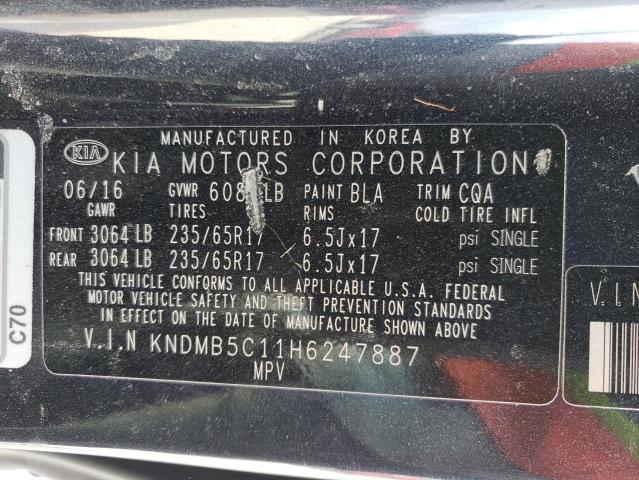 MANUFACTURED IN KOREA BY
KIA KIA MOTORS CORPORATION
06/16 GVWR PAINT BLA TRIM CQA
GAWR TIRES RIMS COLD TIRE INFL
FRONT 3064 LB 235/65R17 6.5Jx17 psi SINGLE
REAR 3064 LB 235/65R17 6.5Jx17 psi SINGLE
THIS VEHICLE CONFORMS TO ALL APPLICABLE U.S.A. FEDERAL
MOTOR VEHICLE SAFETY AND THEFT PREVENTION STANDARDS
IN EFFECT ON THE DATE OF MANUFACTURE SHOWN ABOVE
V.I.N KNDMB5C11H6247887
MPV
C70
V.I.N